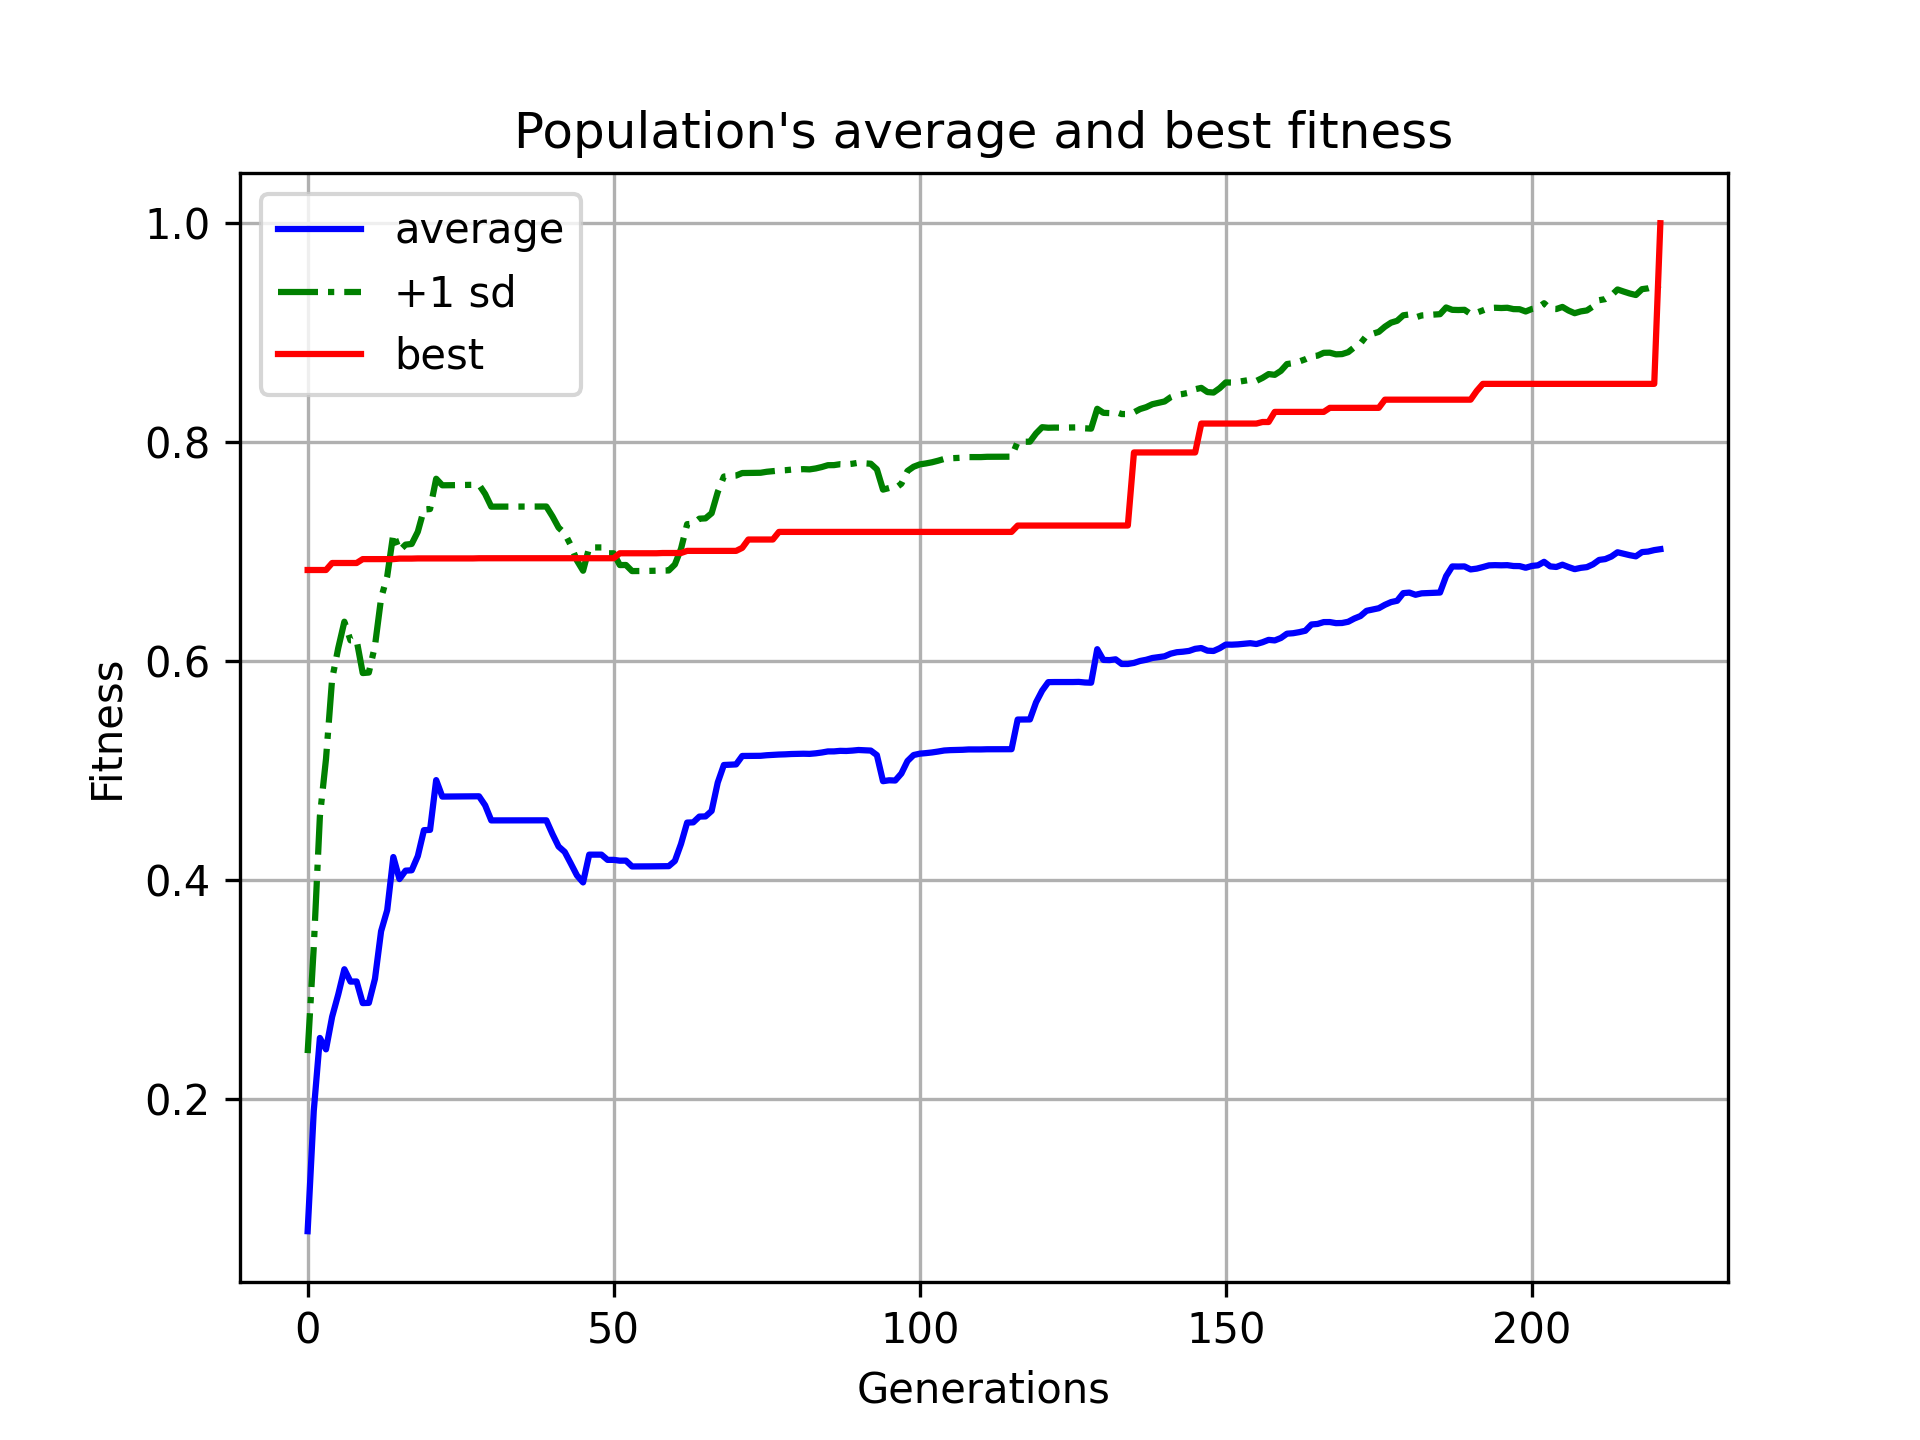 Population's average and best fitness
average
+1 sd
best
1.0
0.8
0.6
0.4
0.2
Fitness
0 50 100 150 200
Generations